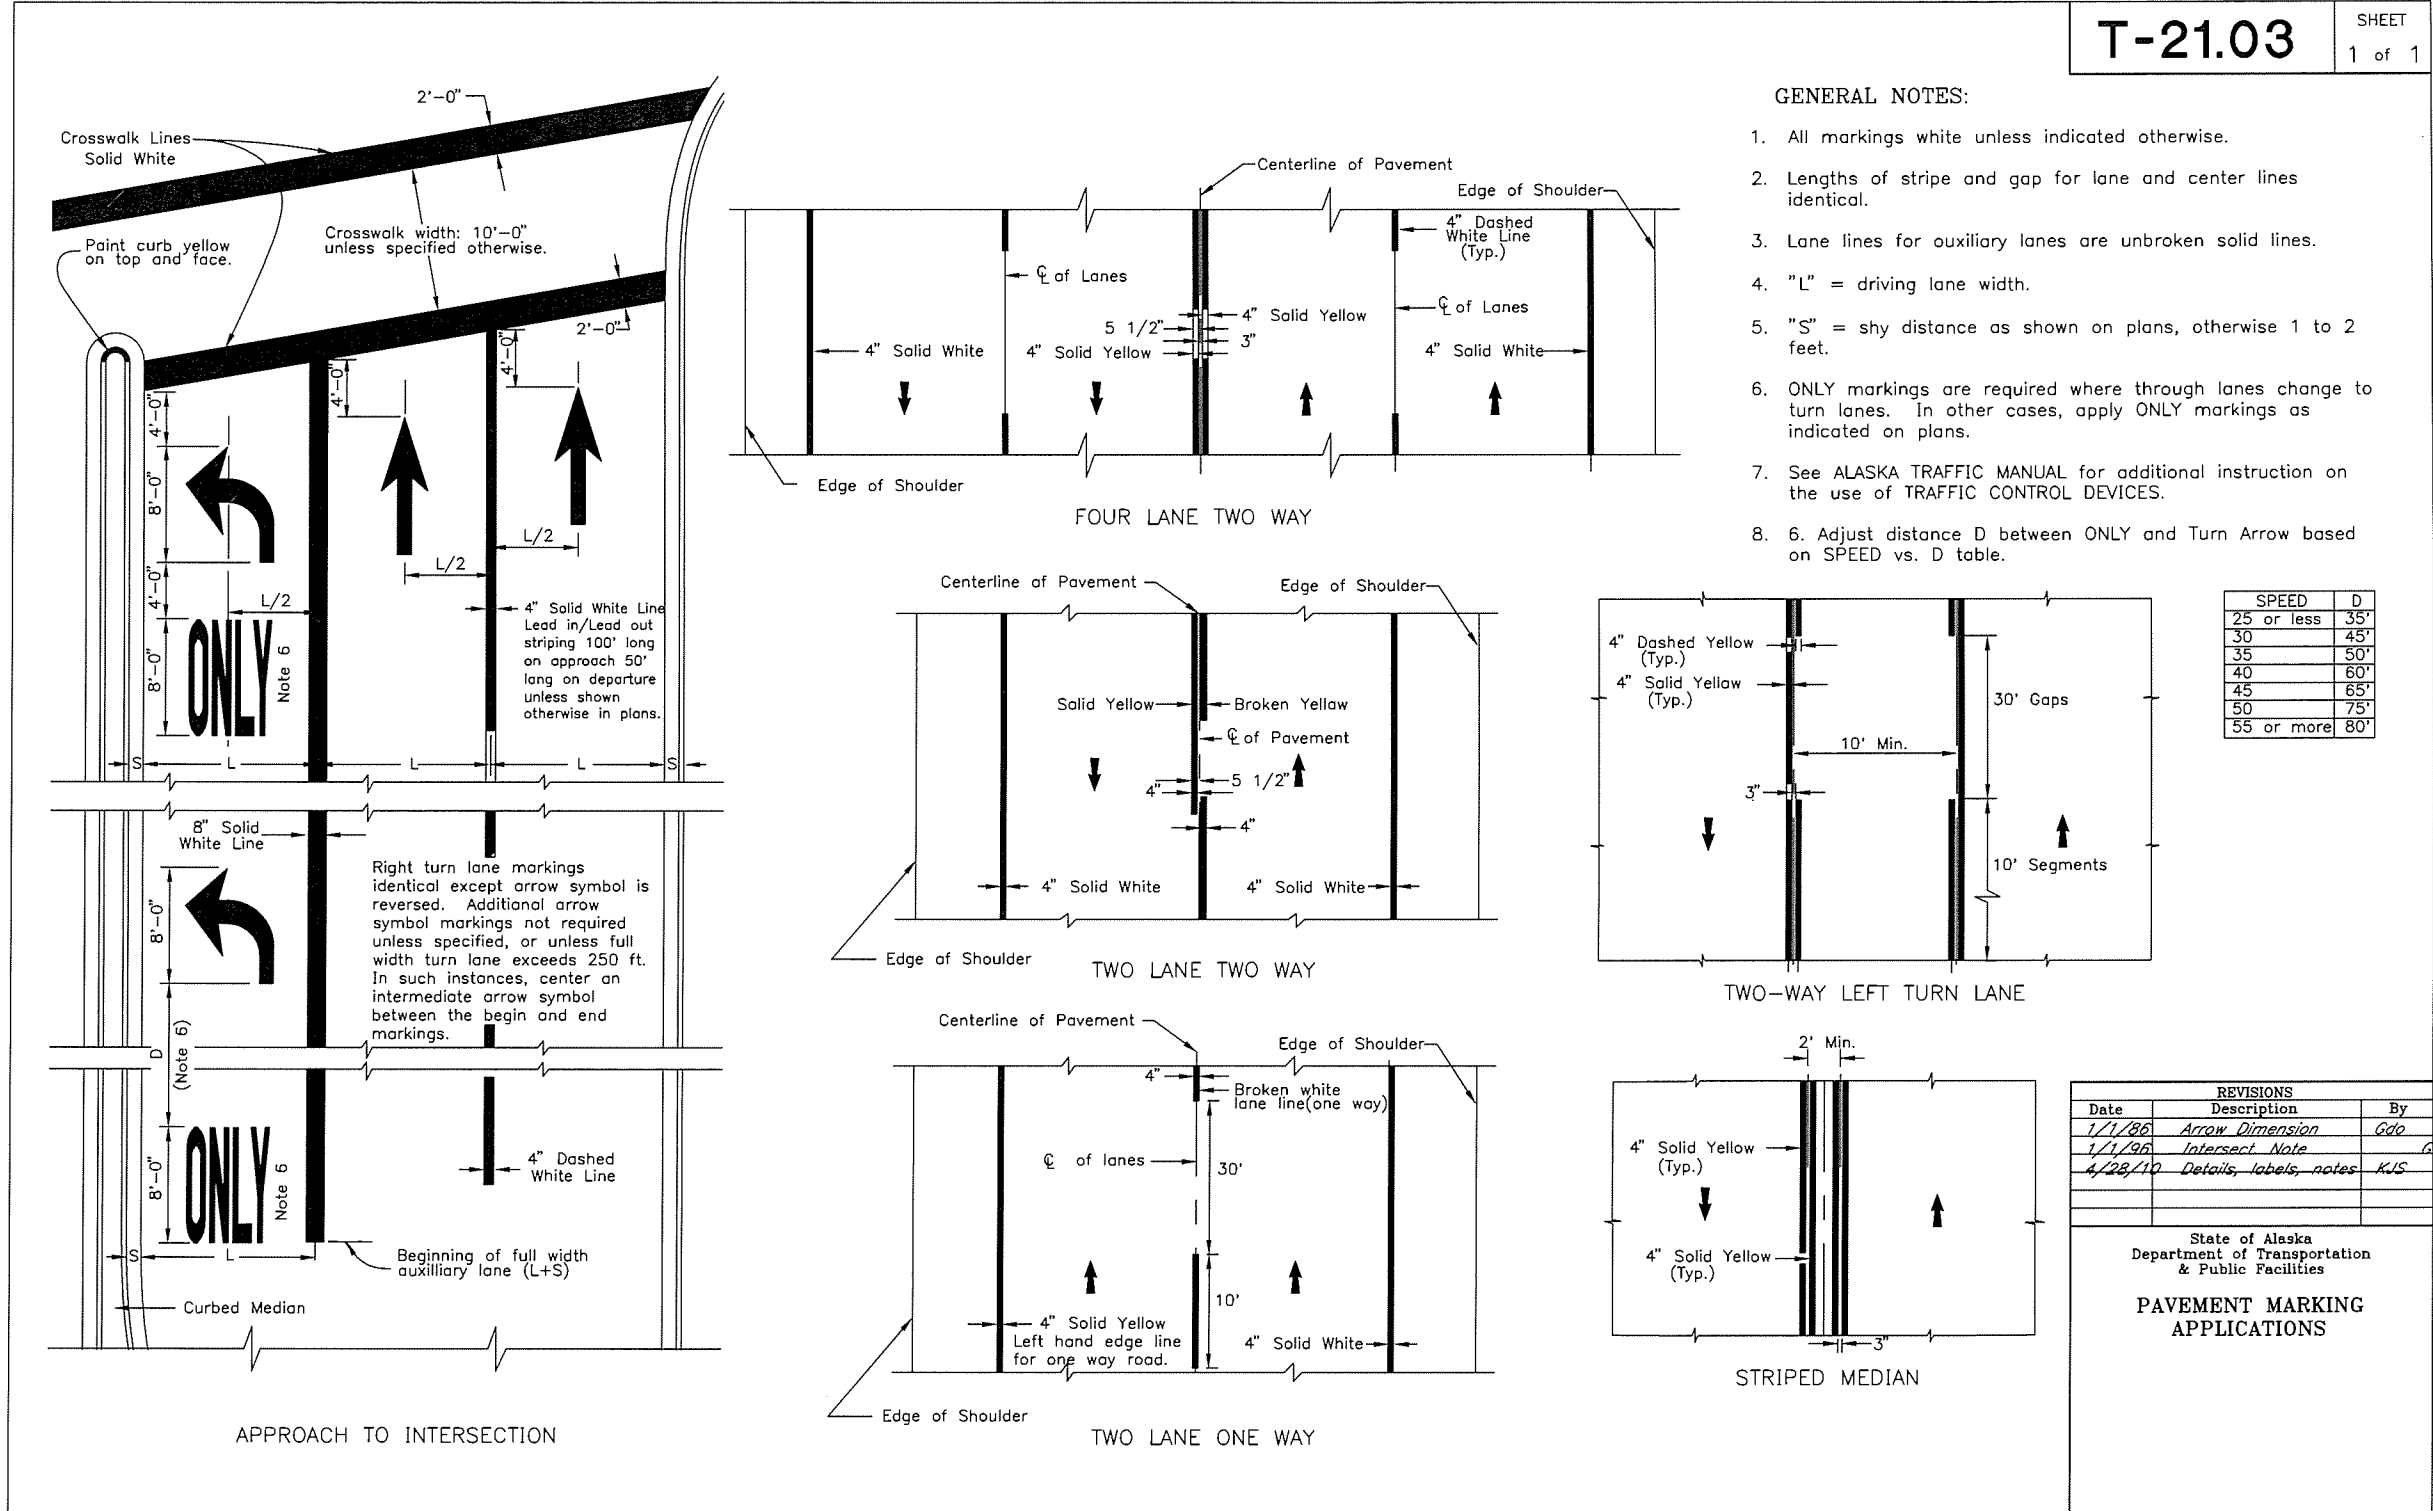 T-21.03
SHEET
1 of 1
GENERAL NOTES:
1. All markings white unless indicated otherwise.
2. Lengths of stripe and gap for lane and center lines
identical.
3. Lane lines for ouxiliary lanes are unbroken solid lines.
4. "L" = driving lane width.
5. "S" = shy distance as shown on plans, otherwise 1 to 2
feet.
6. ONLY markings are required where through lanes change to
turn lanes. In other cases, apply ONLY markings as
indicated on plans.
7. See ALASKA TRAFFIC MANUAL for additional instruction on
the use of TRAFFIC CONTROL DEVICES.
8. 6. Adjust distance D between ONLY and Turn Arrow based
on SPEED vs. D table.
SPEED D
25 or less 35'
30 45'
35 50'
40 60'
45 65'
50 75'
55 or more 80'
2'-0"
Crosswalk Lines
Solid White
Paint curb yellow
on top and face.
Crosswalk width: 10'-0"
unless specified otherwise.
2'-0"
4'-0"
4'-0"
4'-0"
8'-0"
4'-0"
8'-0"
L/2
L/2
L/2
ONLY
Note 6
4" Solid White Line
Lead in/Lead out
striping 100' long
on approach 50'
lang on departure
unless shown
otherwise in plans.
S L L L S
8" Solid
White Line
8'-0"
Right turn lane markings
identical except arrow symbol is
reversed. Additianal arrow
symbol markings not required
unless specified, or unless full
width turn lane exceeds 250 ft.
In such instances, center an
intermediate arrow symbol
between the begin and end
markings.
D
(Note 6)
8'-0"
ONLY
Note 6
4" Dashed
White Line
S L
Beginning of full width
auxilliary lane (L+S)
Curbed Median
APPROACH TO INTERSECTION
Centerline of Pavement
Edge of Shoulder
4" Dashed
White Line
(Typ.)
℄ af Lanes
℄ of Lanes
4" Salid Yellow
5 1/2"
3"
4" Salid White
4" Solid Yellow
4" Salid White
Edge of Shoulder
FOUR LANE TWO WAY
Centerline af Pavement
Edge of Shoulder
Salid Yellow
Broken Yellaw
℄ of Pavement
5 1/2"
4"
4"
4" Solid White
4" Solid White
Edge af Shoulder
TWO LANE TWO WAY
Centerline of Pavement
Edge of Shoulder
4"
Broken white
lane line(one way)
℄ of lanes
30'
10'
4" Solid Yellow
Left hand edge line
for one way road.
4" Solid White
Edge of Shoulder
TWO LANE ONE WAY
4" Dashed Yellow
(Typ.)
4" Salid Yellaw
(Typ.)
30' Gaps
10' Min.
3"
10' Segments
TWO-WAY LEFT TURN LANE
2' Min.
4" Solid Yellow
(Typ.)
4" Solid Yellow
(Typ.)
3"
STRIPED MEDIAN
REVISIONS
Date Description By
1/1/86 Arrow Dimension Gdo
1/1/96 Intersect. Note G
4/28/10 Details, labels, notes KJS
State of Alaska
Department of Transportation
& Public Facilities
PAVEMENT MARKING
APPLICATIONS